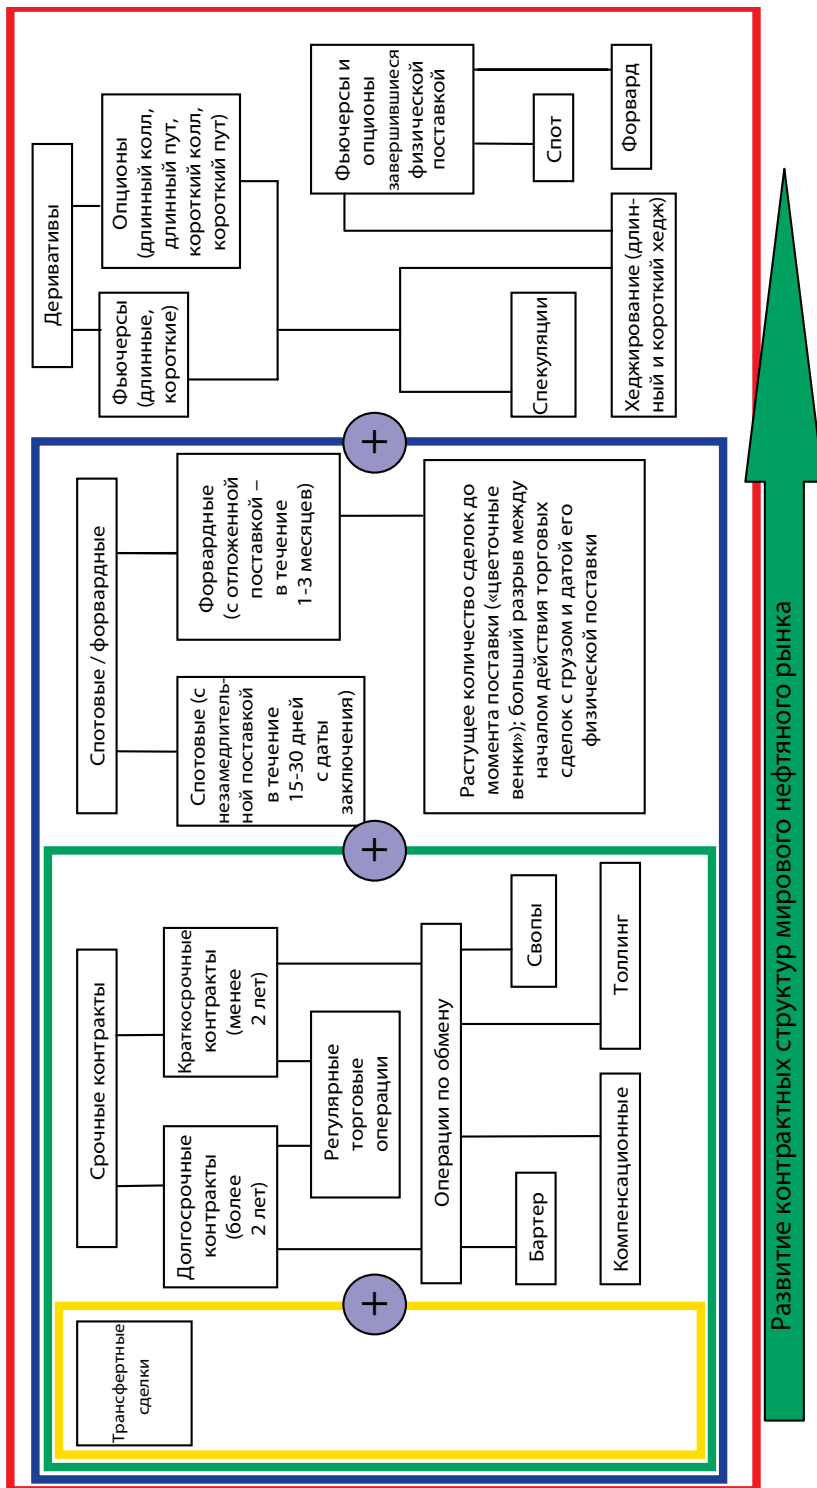 Трансфертные
сделки
Срочные контракты
Долгосрочные
контракты
(более
2 лет)
Краткосрочные
контракты
(менее
2 лет)
Регулярные
торговые
операции
Операции по обмену
Бартер
Свопы
Компенсационные
Толлинг
+
Спотовые / форвардные
Спотовые (с
незамедлитель-
ной поставкой
в течение
15-30 дней
с даты
заключения)
Форвардные
(с отложенной
поставкой –
в течение
1-3 месяцев)
Растущее количество сделок до
момента поставки («цветочные
венки»); больший разрыв между
началом действия торговых
сделок с грузом и датой его
физической поставки
+
Деривативы
Фьючерсы
(длинные,
короткие)
Опционы
(длинный колл,
длинный пут,
короткий колл,
короткий пут)
Спекуляции
Хеджирование (длин-
ный и короткий хедж)
Фьючерсы и
опционы
завершившиеся
физической
поставкой
Спот
Форвард
+
Развитие контрактных структур мирового нефтяного рынка